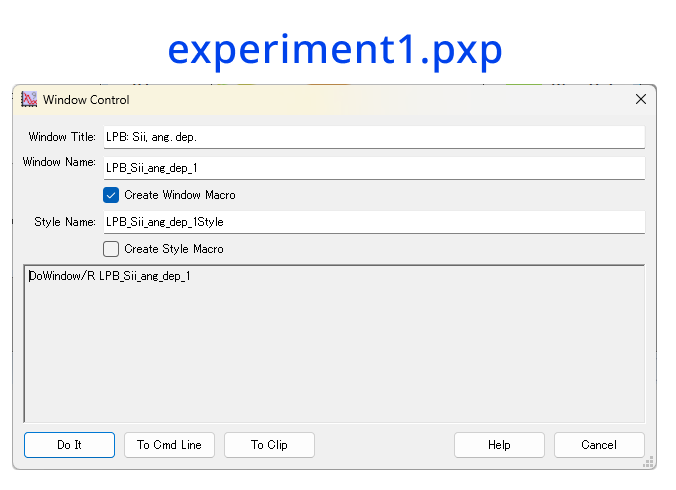 experiment1.pxp
Window Control
Window Title: LPB: Sii, ang. dep.
Window Name: LPB_Sii_ang_dep_1
Create Window Macro
Style Name: LPB_Sii_ang_dep_1Style
Create Style Macro
DoWindow/R LPB_Sii_ang_dep_1
Do It To Cmd Line To Clip Help Cancel